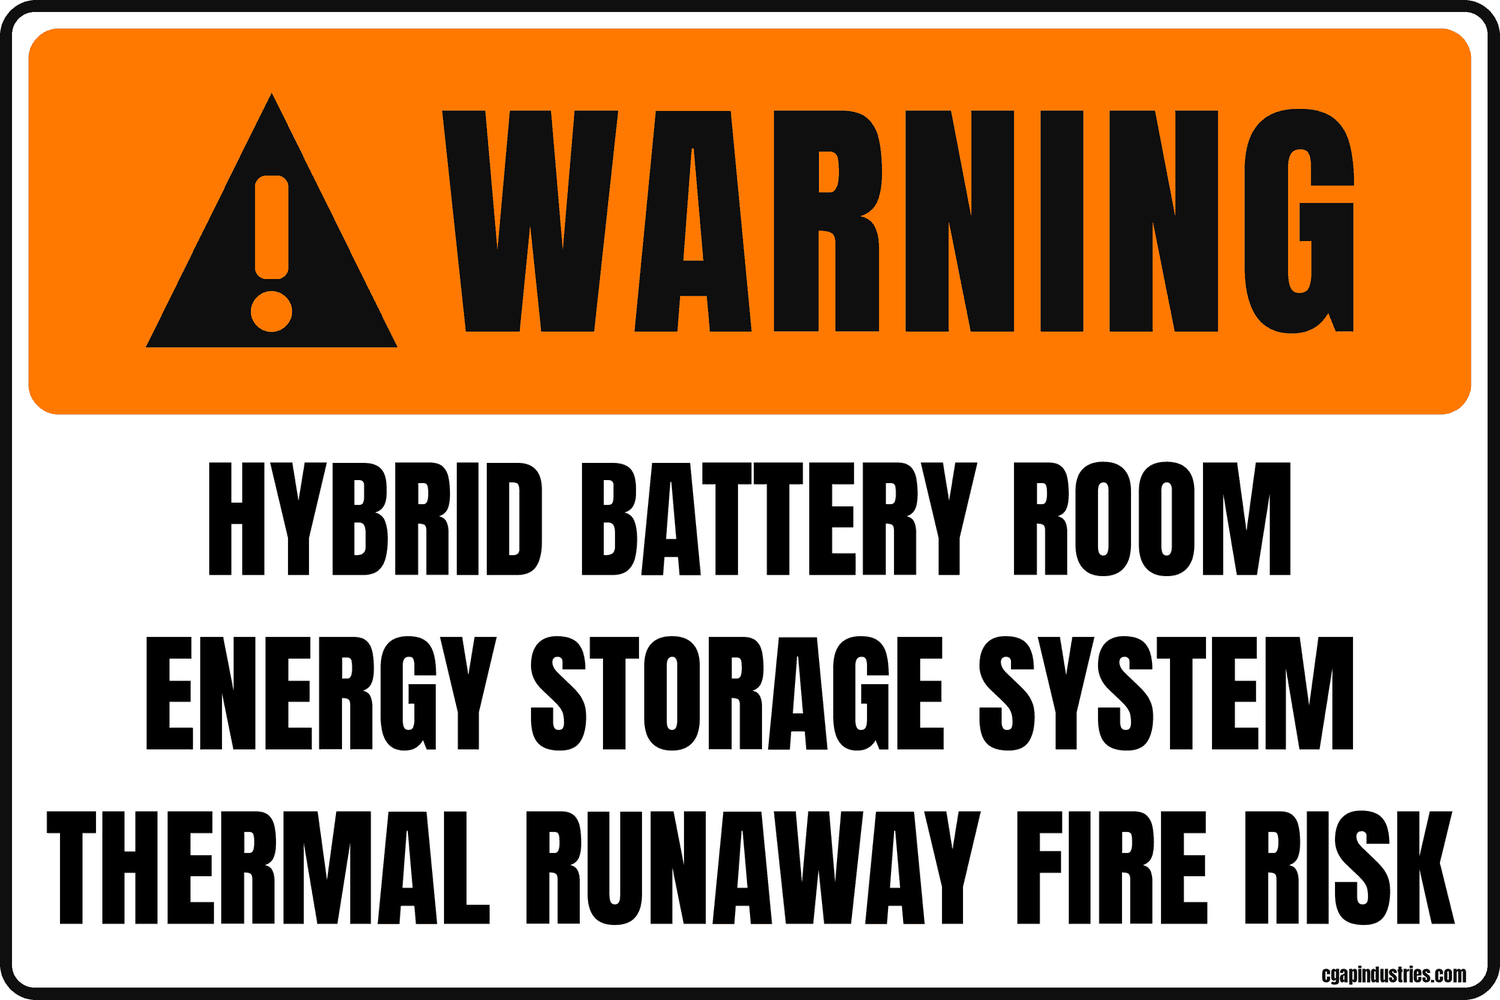 WARNING
HYBRID BATTERY ROOM
ENERGY STORAGE SYSTEM
THERMAL RUNAWAY FIRE RISK
cgapindustries.com